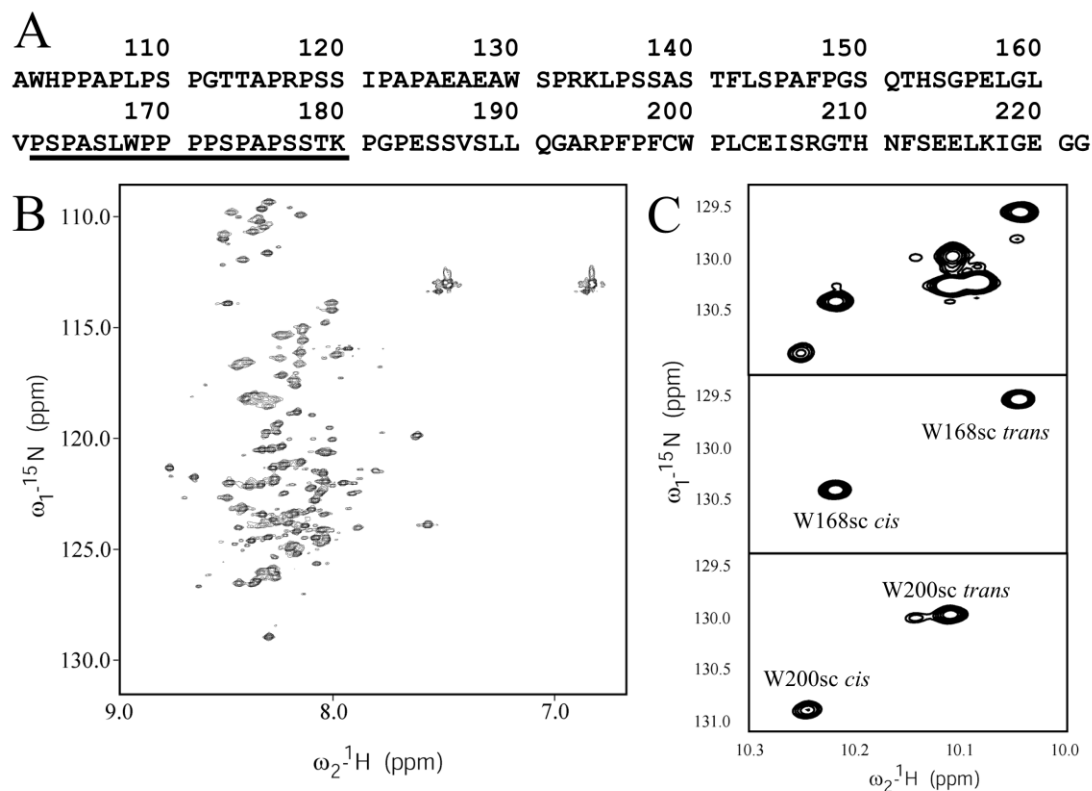 A
110 120 130 140 150 160
AWHPPAPLPS PGTTAPRPSS IPAPAEAEAW SPRKLPSSAS TFLSPAFPGS QTHSGPELGL
170 180 190 200 210 220
VPSPASLWPP PPSPAPSSTK PGPESSVSLL QGARPFPFCW PLCEISRGTH NFSEELKIGE GG
B
110.0
115.0
120.0
125.0
130.0
ω1-15N (ppm)
9.0 8.0 7.0
ω2-1H (ppm)
C
129.5
130.0
130.5
129.5
130.0
130.5
W168sc trans
W168sc cis
129.5
130.0
130.5
131.0
W200sc trans
W200sc cis
ω1-15N (ppm)
10.3 10.2 10.1 10.0
ω2-1H (ppm)